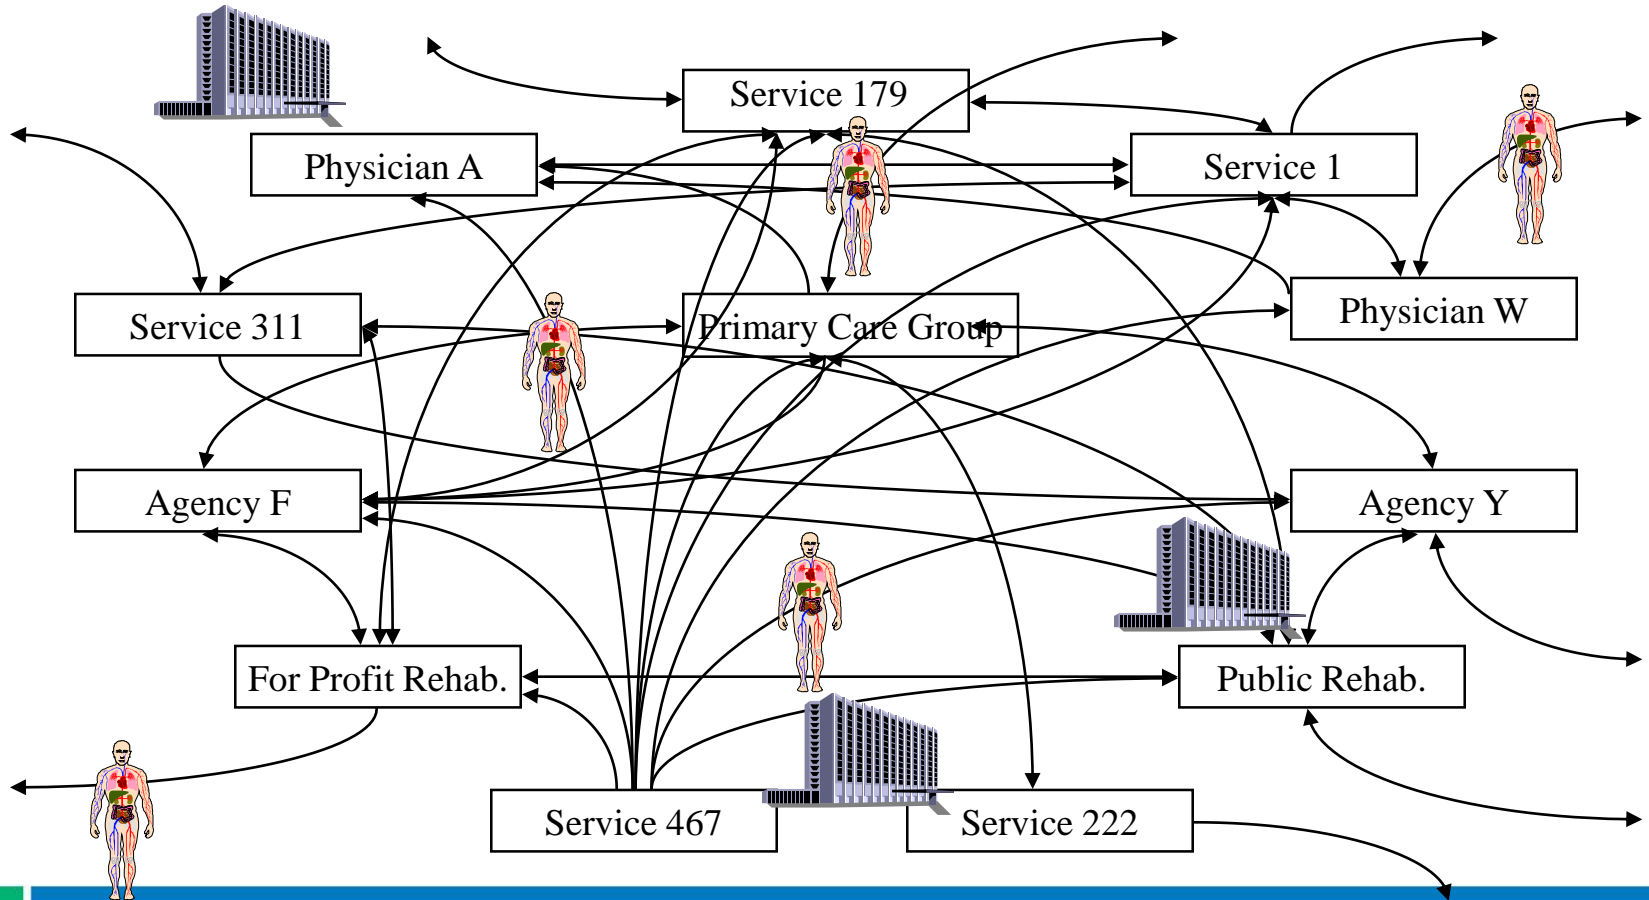 Service 179
Physician A
Service 1
Service 311
Primary Care Group
Physician W
Agency F
Agency Y
For Profit Rehab.
Public Rehab.
Service 467
Service 222